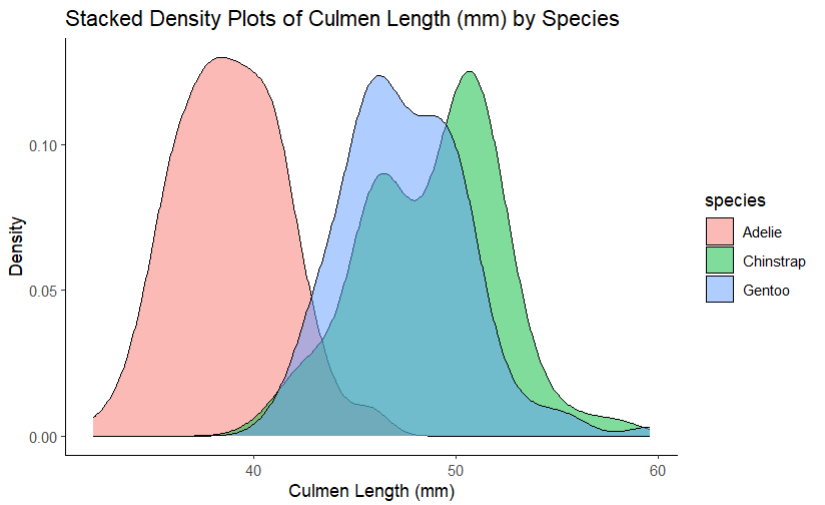 Stacked Density Plots of Culmen Length (mm) by Species
Density
0.10
0.05
0.00
40
50
60
Culmen Length (mm)
species
Adelie
Chinstrap
Gentoo